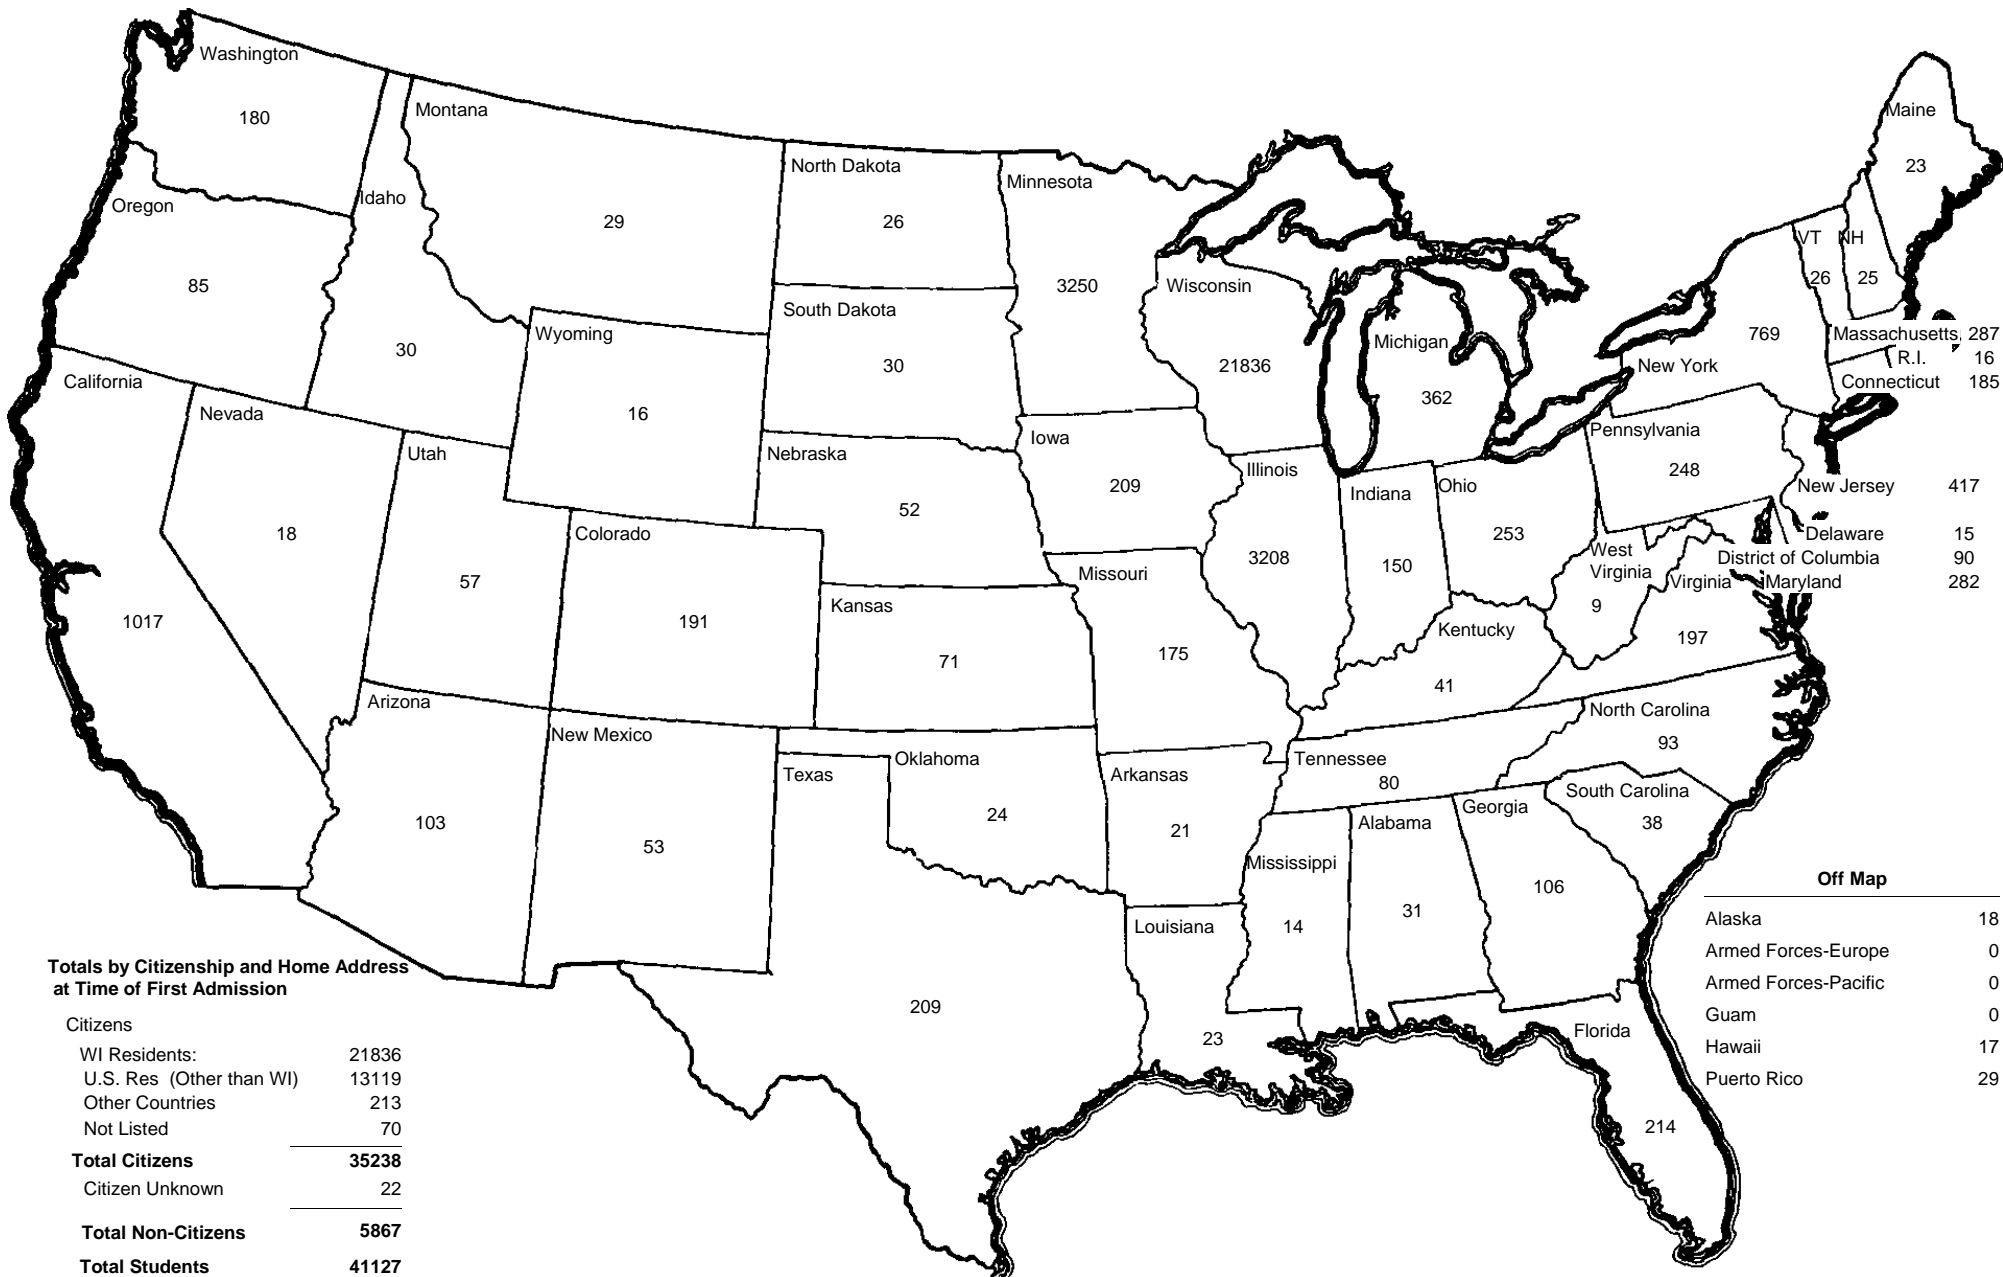 Washington
180
Oregon
85
Idaho
30
Montana
29
North Dakota
26
Minnesota
3250
South Dakota
30
Wyoming
16
Wisconsin
21836
Michigan
362
Maine
23
VT NH
26 25
769
New York
Massachusetts 287
R.I. 16
Connecticut 185
California
1017
Nevada
18
Utah
57
Colorado
191
Nebraska
52
Iowa
209
Illinois
3208
Indiana
150
Ohio
253
Pennsylvania
248
New Jersey 417
Delaware 15
District of Columbia 90
Maryland 282
West
Virginia
9
Virginia
197
Kansas
71
Missouri
175
Kentucky
41
North Carolina
93
Arizona
103
New Mexico
53
Texas
209
Oklahoma
24
Arkansas
21
Tennessee
80
South Carolina
38
Georgia
106
Alabama
31
Mississippi
14
Louisiana
23
Florida
214
Off Map
Alaska 18
Armed Forces-Europe 0
Armed Forces-Pacific 0
Guam 0
Hawaii 17
Puerto Rico 29
Totals by Citizenship and Home Address
at Time of First Admission
Citizens
WI Residents: 21836
U.S. Res (Other than WI) 13119
Other Countries 213
Not Listed 70
Total Citizens 35238
Citizen Unknown 22
Total Non-Citizens 5867
Total Students 41127